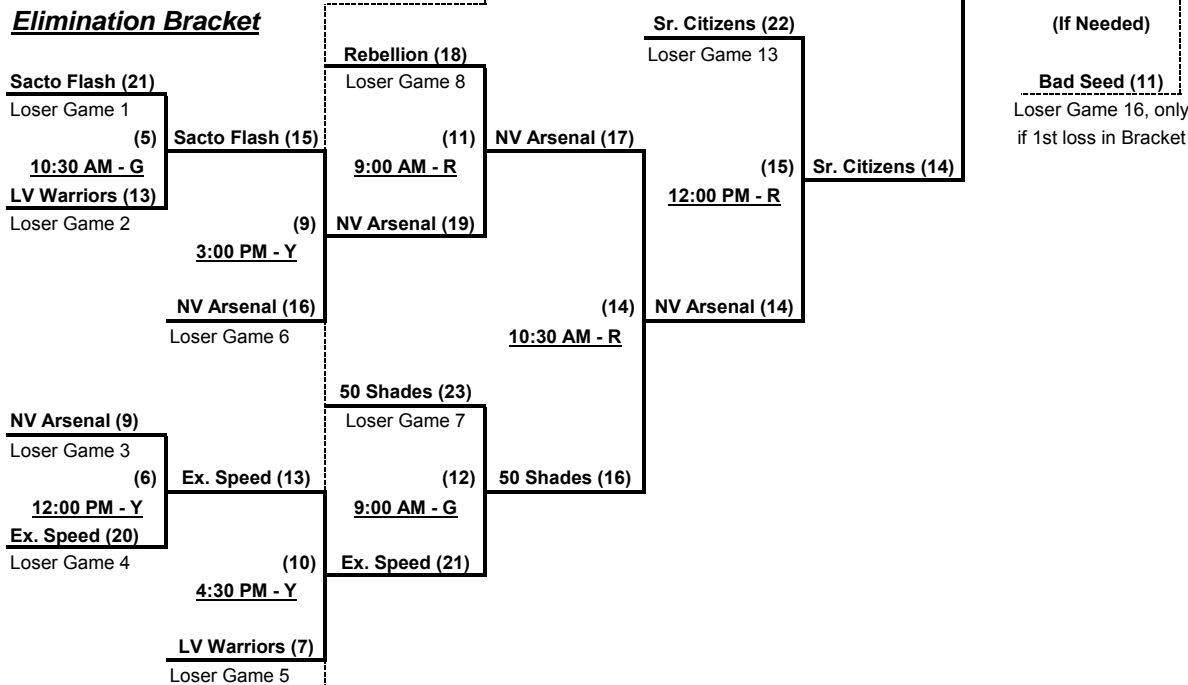 Elimination Bracket
Sr. Citizens (22)
(If Needed)
Rebellion (18)
Loser Game 13
Sacto Flash (21)
Loser Game 8
Bad Seed (11)
Loser Game 1
Loser Game 16, only
(5)
Sacto Flash (15)
(11)
NV Arsenal (17)
if 1st loss in Bracket
10:30 AM - G
9:00 AM - R
(15)
Sr. Citizens (14)
LV Warriors (13)
12:00 PM - R
Loser Game 2
(9)
NV Arsenal (19)
3:00 PM - Y
NV Arsenal (16)
(14)
NV Arsenal (14)
Loser Game 6
10:30 AM - R
50 Shades (23)
NV Arsenal (9)
Loser Game 7
Loser Game 3
(6)
Ex. Speed (13)
(12)
50 Shades (16)
12:00 PM - Y
9:00 AM - G
Ex. Speed (20)
Loser Game 4
(10)
Ex. Speed (21)
4:30 PM - Y
LV Warriors (7)
Loser Game 5